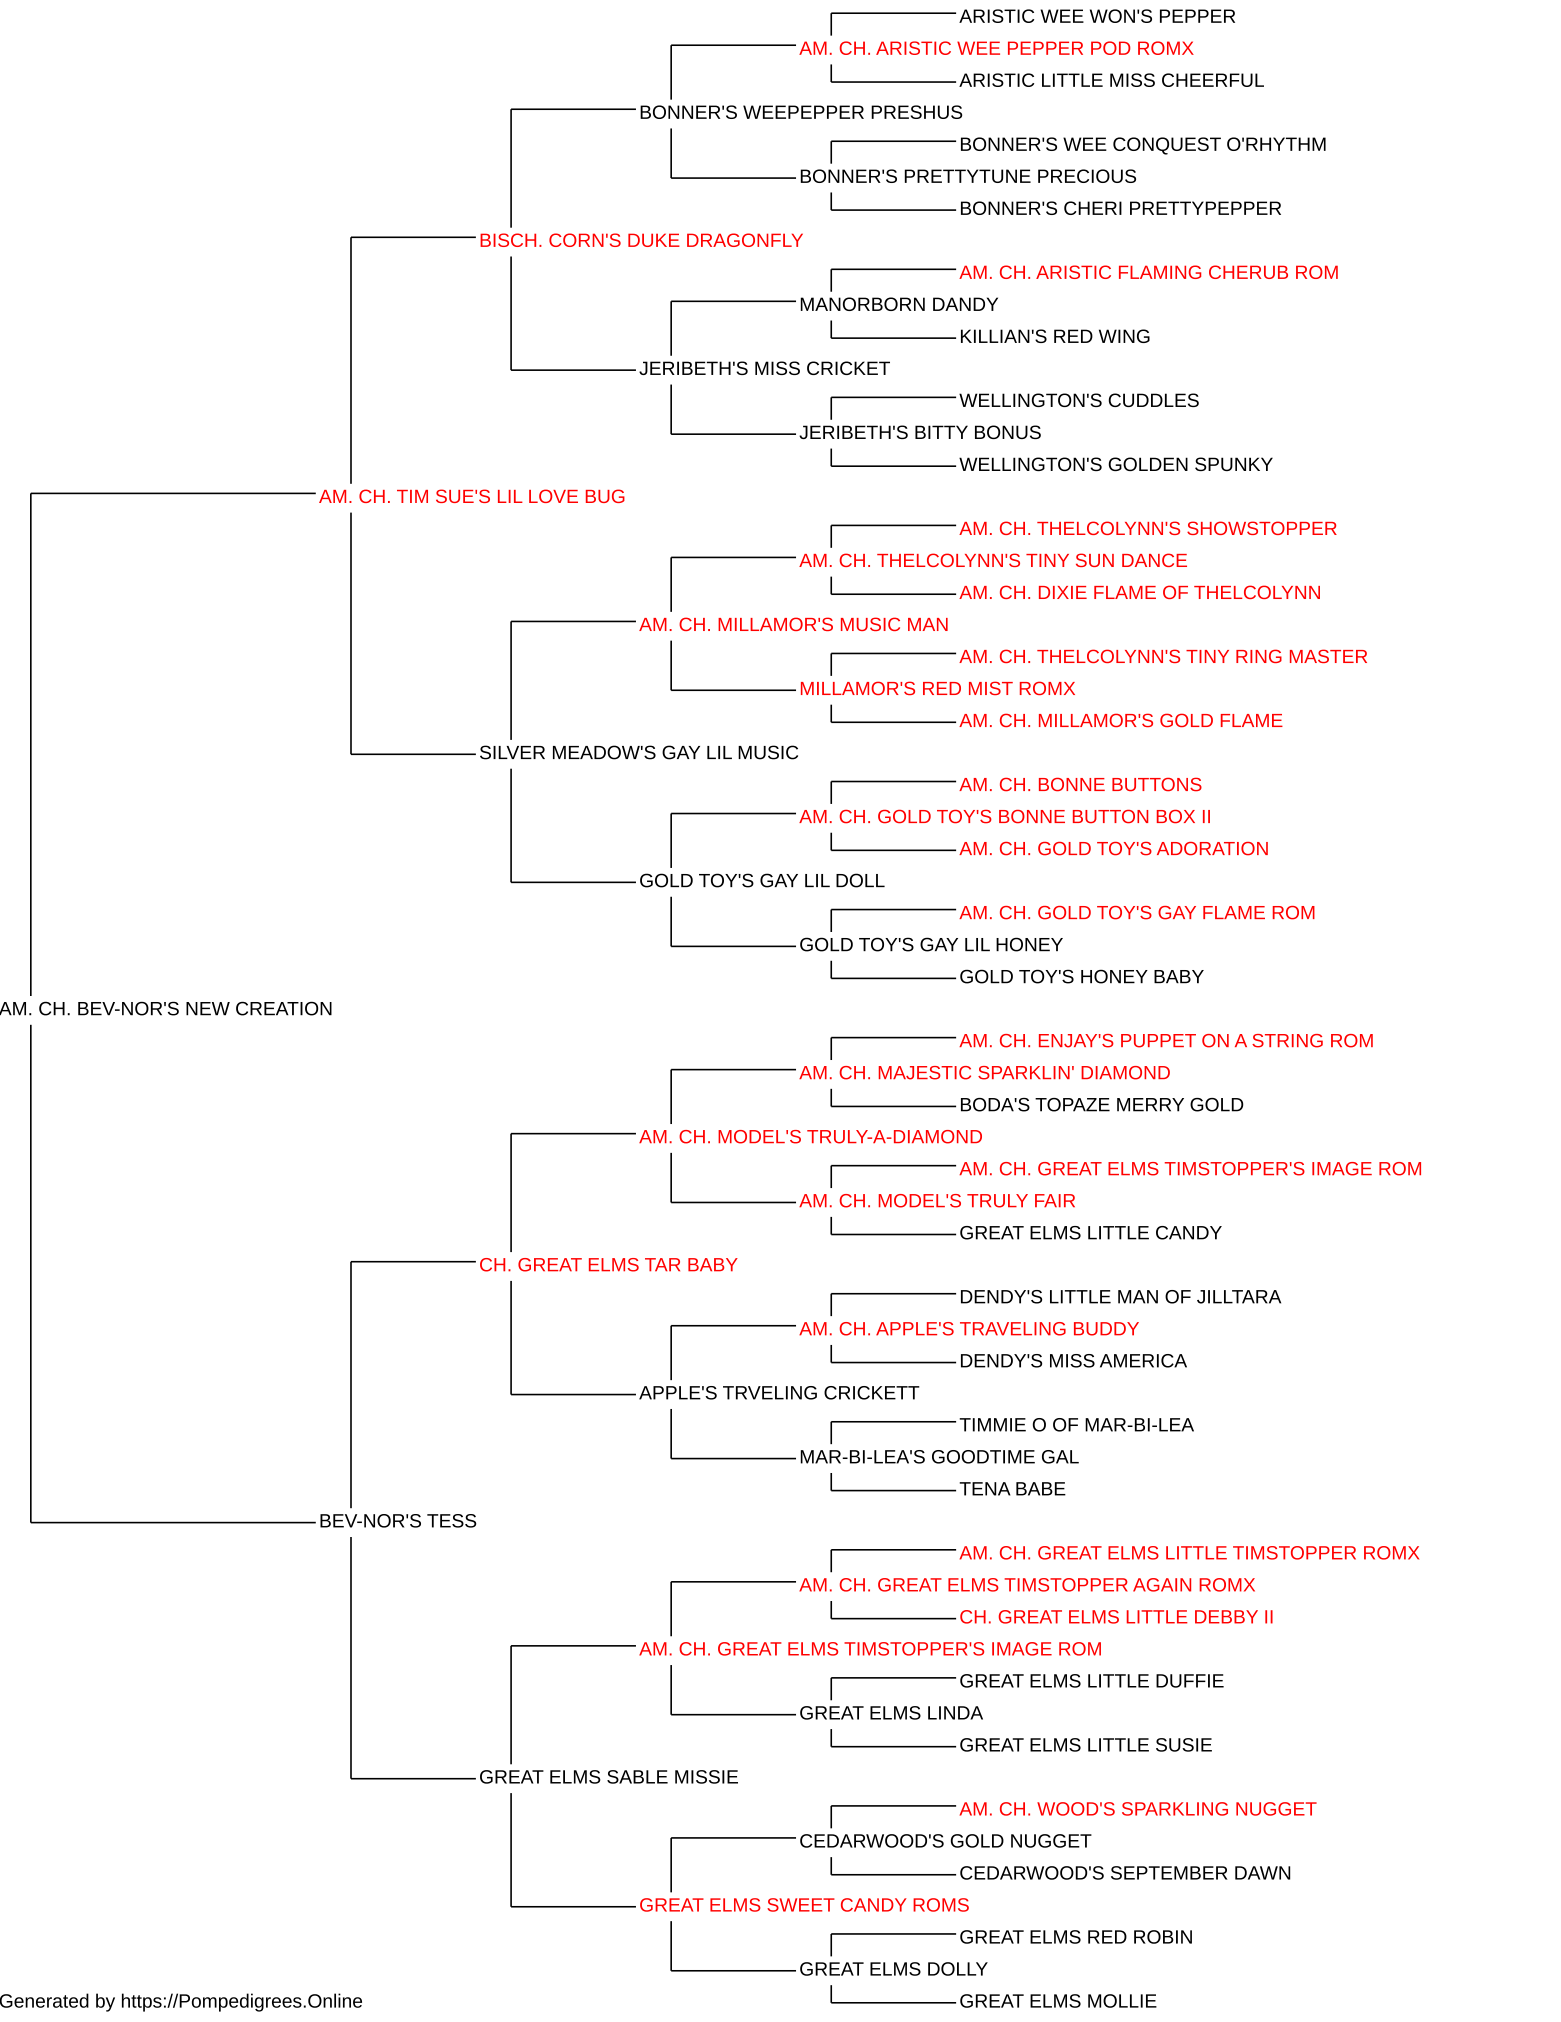 ARISTIC WEE WON'S PEPPER
AM. CH. ARISTIC WEE PEPPER POD ROMX
ARISTIC LITTLE MISS CHEERFUL
BONNER'S WEEPEPPER PRESHUS
BONNER'S WEE CONQUEST O'RHYTHM
BONNER'S PRETTYTUNE PRECIOUS
BONNER'S CHERI PRETTYPEPPER
BISCH. CORN'S DUKE DRAGONFLY
AM. CH. ARISTIC FLAMING CHERUB ROM
MANORBORN DANDY
KILLIAN'S RED WING
JERIBETH'S MISS CRICKET
WELLINGTON'S CUDDLES
JERIBETH'S BITTY BONUS
WELLINGTON'S GOLDEN SPUNKY
AM. CH. TIM SUE'S LIL LOVE BUG
AM. CH. THELCOLYNN'S SHOWSTOPPER
AM. CH. THELCOLYNN'S TINY SUN DANCE
AM. CH. DIXIE FLAME OF THELCOLYNN
AM. CH. MILLAMOR'S MUSIC MAN
AM. CH. THELCOLYNN'S TINY RING MASTER
MILLAMOR'S RED MIST ROMX
AM. CH. MILLAMOR'S GOLD FLAME
SILVER MEADOW'S GAY LIL MUSIC
AM. CH. BONNE BUTTONS
AM. CH. GOLD TOY'S BONNE BUTTON BOX II
AM. CH. GOLD TOY'S ADORATION
GOLD TOY'S GAY LIL DOLL
AM. CH. GOLD TOY'S GAY FLAME ROM
GOLD TOY'S GAY LIL HONEY
GOLD TOY'S HONEY BABY
AM. CH. BEV-NOR'S NEW CREATION
AM. CH. ENJAY'S PUPPET ON A STRING ROM
AM. CH. MAJESTIC SPARKLIN' DIAMOND
BODA'S TOPAZE MERRY GOLD
AM. CH. MODEL'S TRULY-A-DIAMOND
AM. CH. GREAT ELMS TIMSTOPPER'S IMAGE ROM
AM. CH. MODEL'S TRULY FAIR
GREAT ELMS LITTLE CANDY
CH. GREAT ELMS TAR BABY
DENDY'S LITTLE MAN OF JILLTARA
AM. CH. APPLE'S TRAVELING BUDDY
DENDY'S MISS AMERICA
APPLE'S TRVELING CRICKETT
TIMMIE O OF MAR-BI-LEA
MAR-BI-LEA'S GOODTIME GAL
TENA BABE
BEV-NOR'S TESS
AM. CH. GREAT ELMS LITTLE TIMSTOPPER ROMX
AM. CH. GREAT ELMS TIMSTOPPER AGAIN ROMX
CH. GREAT ELMS LITTLE DEBBY II
AM. CH. GREAT ELMS TIMSTOPPER'S IMAGE ROM
GREAT ELMS LITTLE DUFFIE
GREAT ELMS LINDA
GREAT ELMS LITTLE SUSIE
GREAT ELMS SABLE MISSIE
AM. CH. WOOD'S SPARKLING NUGGET
CEDARWOOD'S GOLD NUGGET
CEDARWOOD'S SEPTEMBER DAWN
GREAT ELMS SWEET CANDY ROMS
GREAT ELMS RED ROBIN
GREAT ELMS DOLLY
GREAT ELMS MOLLIE
Generated by https://Pompedigrees.Online